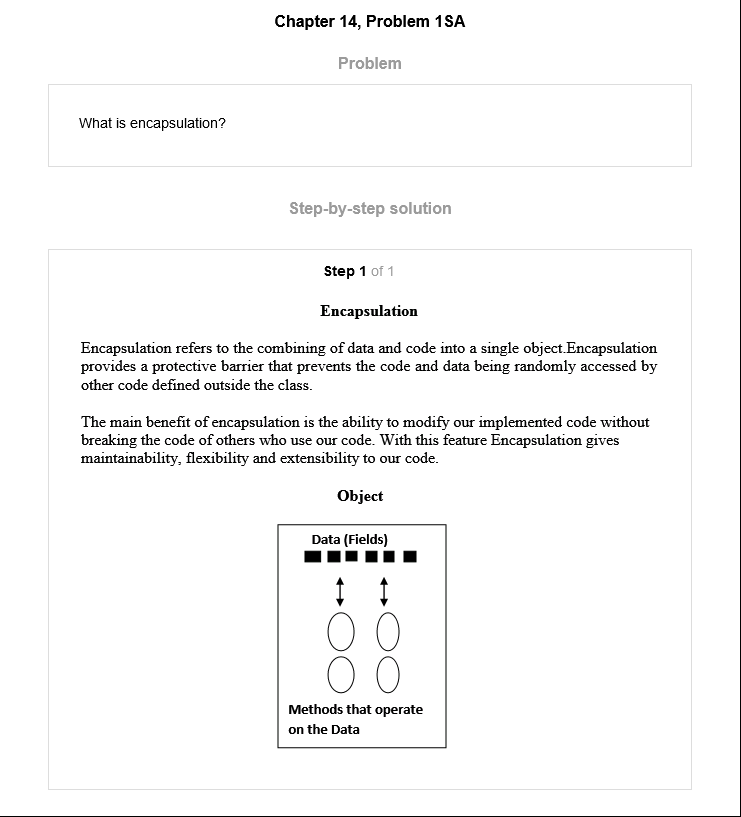 Chapter 14, Problem 1SA
Problem
What is encapsulation?
Step-by-step solution
Step 1 of 1
Encapsulation
Encapsulation refers to the combining of data and code into a single object.Encapsulation
provides a protective barrier that prevents the code and data being randomly accessed by
other code defined outside the class.
The main benefit of encapsulation is the ability to modify our implemented code without
breaking the code of others who use our code. With this feature Encapsulation gives
maintainability, flexibility and extensibility to our code.
Object
Data (Fields)
Methods that operate
on the Data